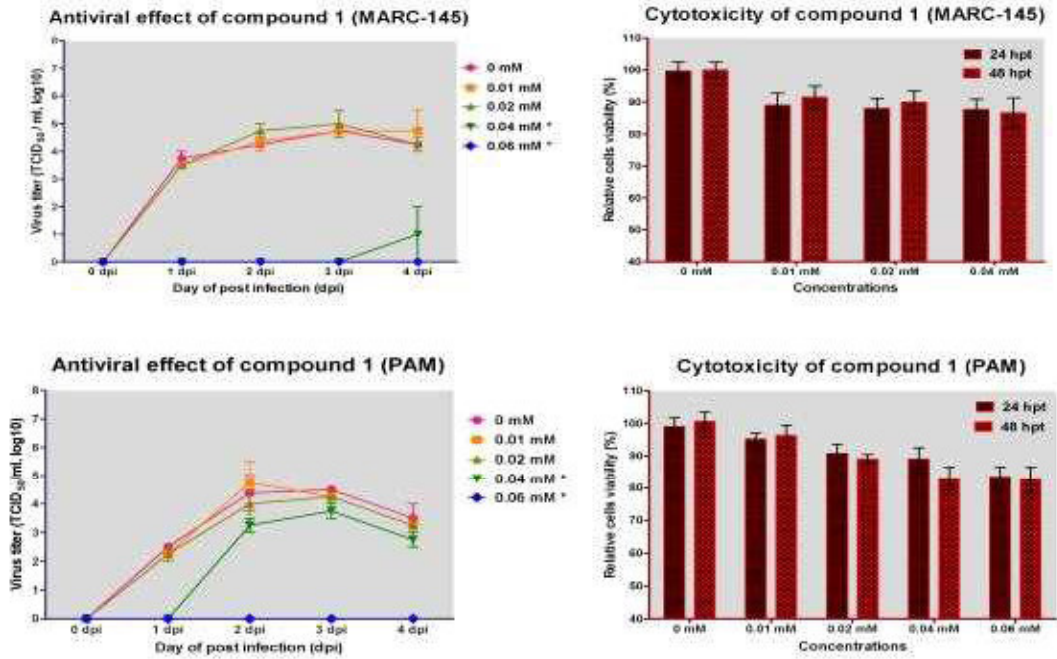 Antiviral effect of compound 1 (MARC-145)
Virus titer (TCID50/ ml, log10)
8
7
6
5
4
3
2
1
0
0 dpi 1 dpi 2 dpi 3 dpi 4 dpi
Day of post infection (dpi)
0 mM
0.01 mM
0.02 mM
0.04 mM *
0.06 mM *
Cytotoxicity of compound 1 (MARC-145)
Relative cells viability (%)
110
100
90
80
70
60
50
40
24 hpt
48 hpt
0 mM 0.01 mM 0.02 mM 0.04 mM
Concentrations
Antiviral effect of compound 1 (PAM)
Virus titer (TCID50/ml, log10)
8
7
6
5
4
3
2
1
0
0 dpi 1 dpi 2 dpi 3 dpi 4 dpi
Day of post infection (dpi)
0 mM
0.01 mM
0.02 mM
0.04 mM *
0.06 mM *
Cytotoxicity of compound 1 (PAM)
Relative cells viability (%)
110
100
90
80
70
60
50
40
24 hpt
48 hpt
0 mM 0.01 mM 0.02 mM 0.04 mM 0.06 mM
Concentrations